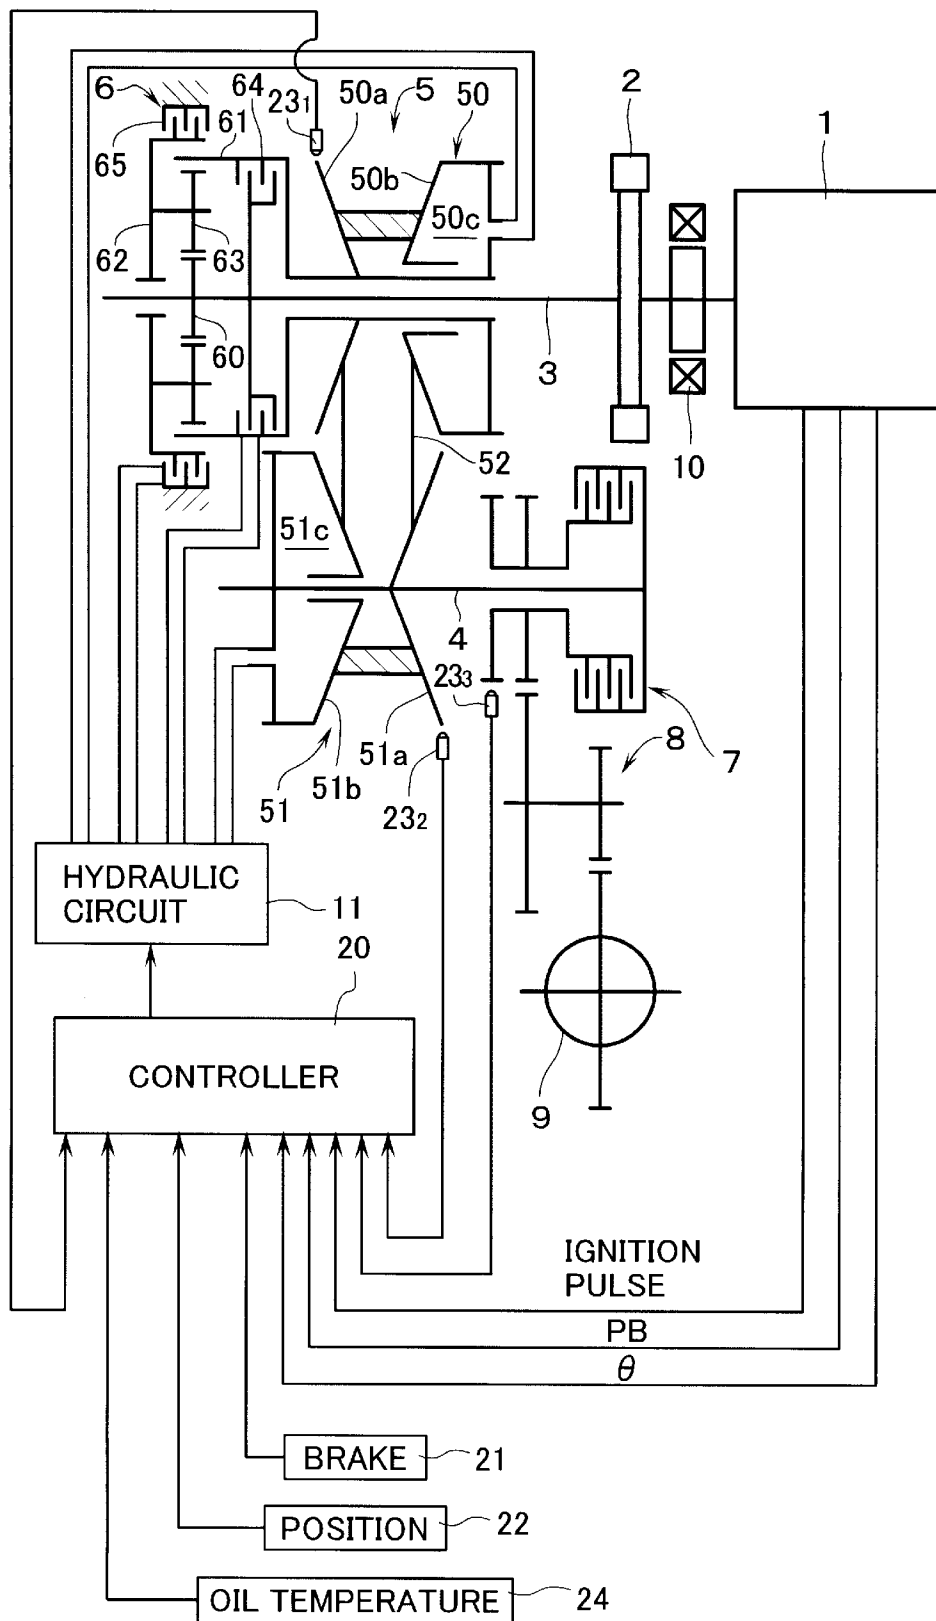 2
1
6
64
50a
5
50
23₁
65
61
50b
50c
62
63
60
3
10
52
51c
4
23₃
7
8
51
51b
51a
23₂
HYDRAULIC
CIRCUIT
11
20
CONTROLLER
9
IGNITION
PULSE
PB
θ
BRAKE
21
POSITION
22
OIL TEMPERATURE
24